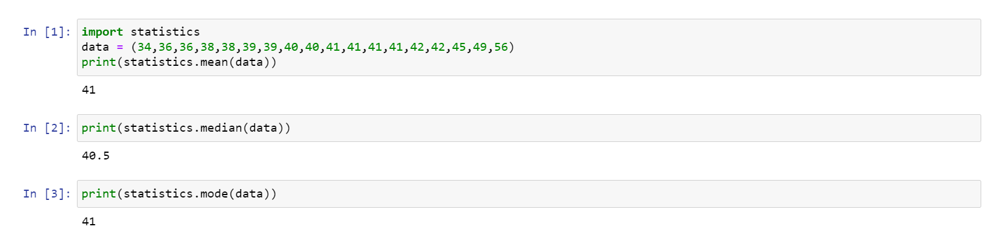 In [1]: import statistics
data = (34,36,36,38,38,39,39,40,40,41,41,41,41,42,42,45,49,56)
print(statistics.mean(data))
41
In [2]: print(statistics.median(data))
40.5
In [3]: print(statistics.mode(data))
41